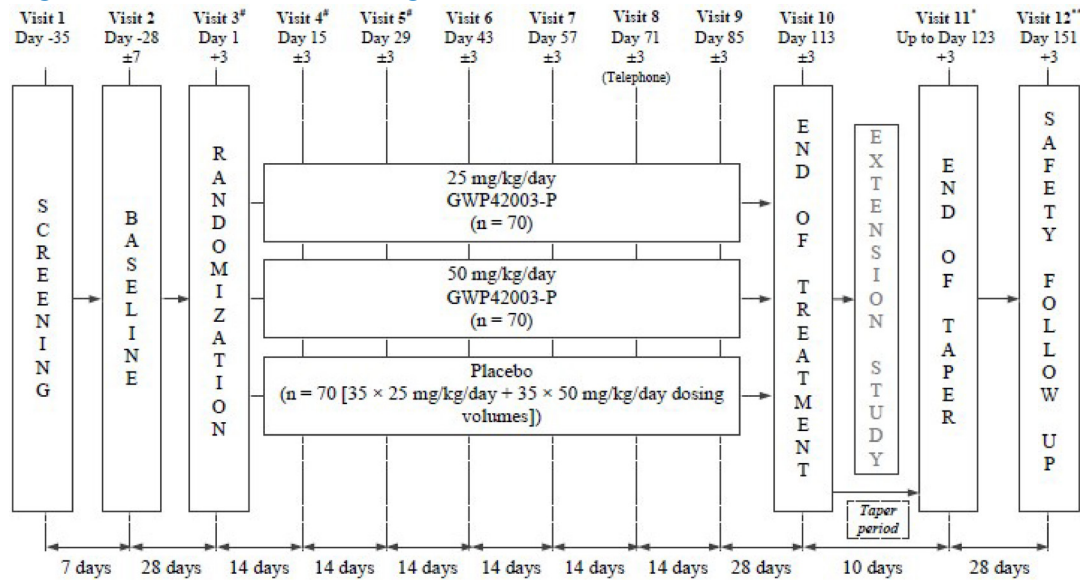 Visit 1 Visit 2 Visit 3# Visit 4# Visit 5# Visit 6 Visit 7 Visit 8 Visit 9 Visit 10 Visit 11* Visit 12**
Day -35 Day -28 Day 1 Day 15 Day 29 Day 43 Day 57 Day 71 Day 85 Day 113 Up to Day 123 Day 151
±7 +3 ±3 ±3 ±3 ±3 ±3 ±3 ±3 +3 +3
(Telephone)
SCREENING
BASELINE
RANDOMIZATION
25 mg/kg/day
GWP42003-P
(n = 70)
50 mg/kg/day
GWP42003-P
(n = 70)
Placebo
(n = 70 [35 × 25 mg/kg/day + 35 × 50 mg/kg/day dosing
volumes])
END OF TREATMENT
EXTENSION STUDY
Taper
period
END OF TAPER
SAFETY FOLLOW UP
7 days 28 days 14 days 14 days 14 days 14 days 14 days 14 days 28 days 10 days 28 days